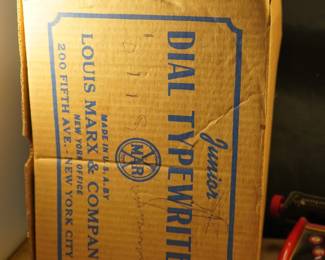 Junior
DIAL TYPEWRITE
MAR
MADE IN U.S.A. BY
LOUIS MARX & COMPAN
NEW YORK OFFICE
200 FIFTH AVE.-NEW YORK CITY